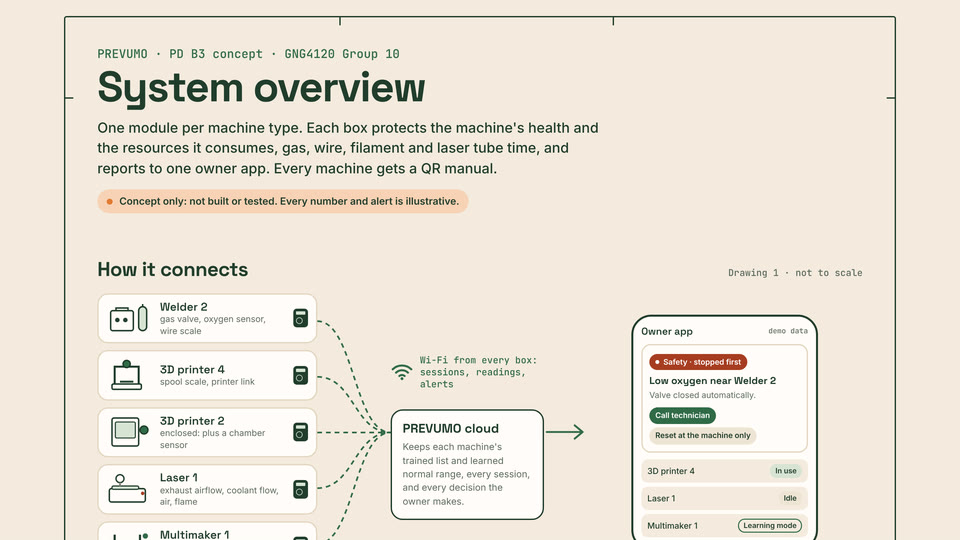 PREVUMO · PD B3 concept · GNG4120 Group 10
System overview
One module per machine type. Each box protects the machine's health and
the resources it consumes, gas, wire, filament and laser tube time, and
reports to one owner app. Every machine gets a QR manual.
Concept only: not built or tested. Every number and alert is illustrative.
How it connects
Drawing 1 · not to scale
Welder 2
gas valve, oxygen sensor,
wire scale
3D printer 4
spool scale, printer link
3D printer 2
enclosed: plus a chamber
sensor
Laser 1
exhaust airflow, coolant flow,
air, flame
Multimaker 1
Wi-Fi from every box:
sessions, readings,
alerts
PREVUMO cloud
Keeps each machine's
trained list and learned
normal range, every session,
and every decision the
owner makes.
Owner app
demo data
Safety · stopped first
Low oxygen near Welder 2
Valve closed automatically.
Call technician
Reset at the machine only
3D printer 4
In use
Laser 1
Idle
Multimaker 1
Learning mode